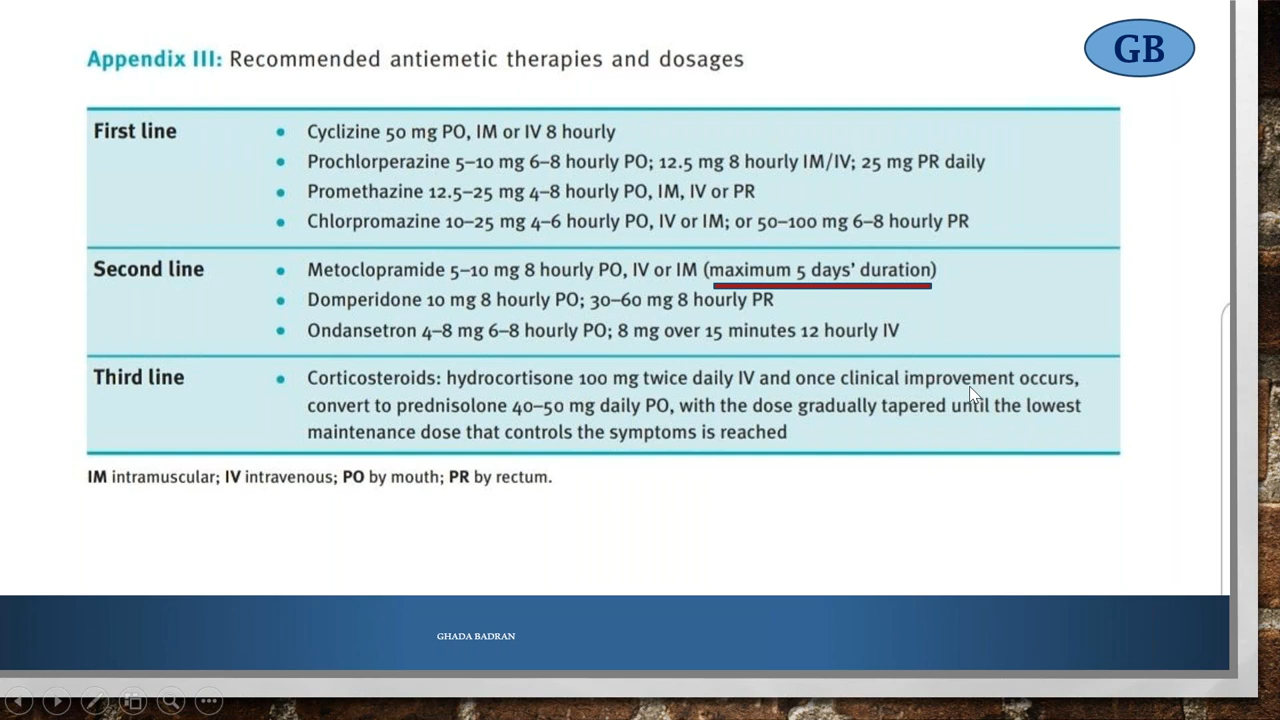 GB
Appendix III: Recommended antiemetic therapies and dosages
First line
• Cyclizine 50 mg PO, IM or IV 8 hourly
• Prochlorperazine 5–10 mg 6–8 hourly PO; 12.5 mg 8 hourly IM/IV; 25 mg PR daily
• Promethazine 12.5–25 mg 4–8 hourly PO, IM, IV or PR
• Chlorpromazine 10–25 mg 4–6 hourly PO, IV or IM; or 50–100 mg 6–8 hourly PR
Second line
• Metoclopramide 5–10 mg 8 hourly PO, IV or IM (maximum 5 days’ duration)
• Domperidone 10 mg 8 hourly PO; 30–60 mg 8 hourly PR
• Ondansetron 4–8 mg 6–8 hourly PO; 8 mg over 15 minutes 12 hourly IV
Third line
• Corticosteroids: hydrocortisone 100 mg twice daily IV and once clinical improvement occurs,
convert to prednisolone 40–50 mg daily PO, with the dose gradually tapered until the lowest
maintenance dose that controls the symptoms is reached
IM intramuscular; IV intravenous; PO by mouth; PR by rectum.
GHADA BADRAN